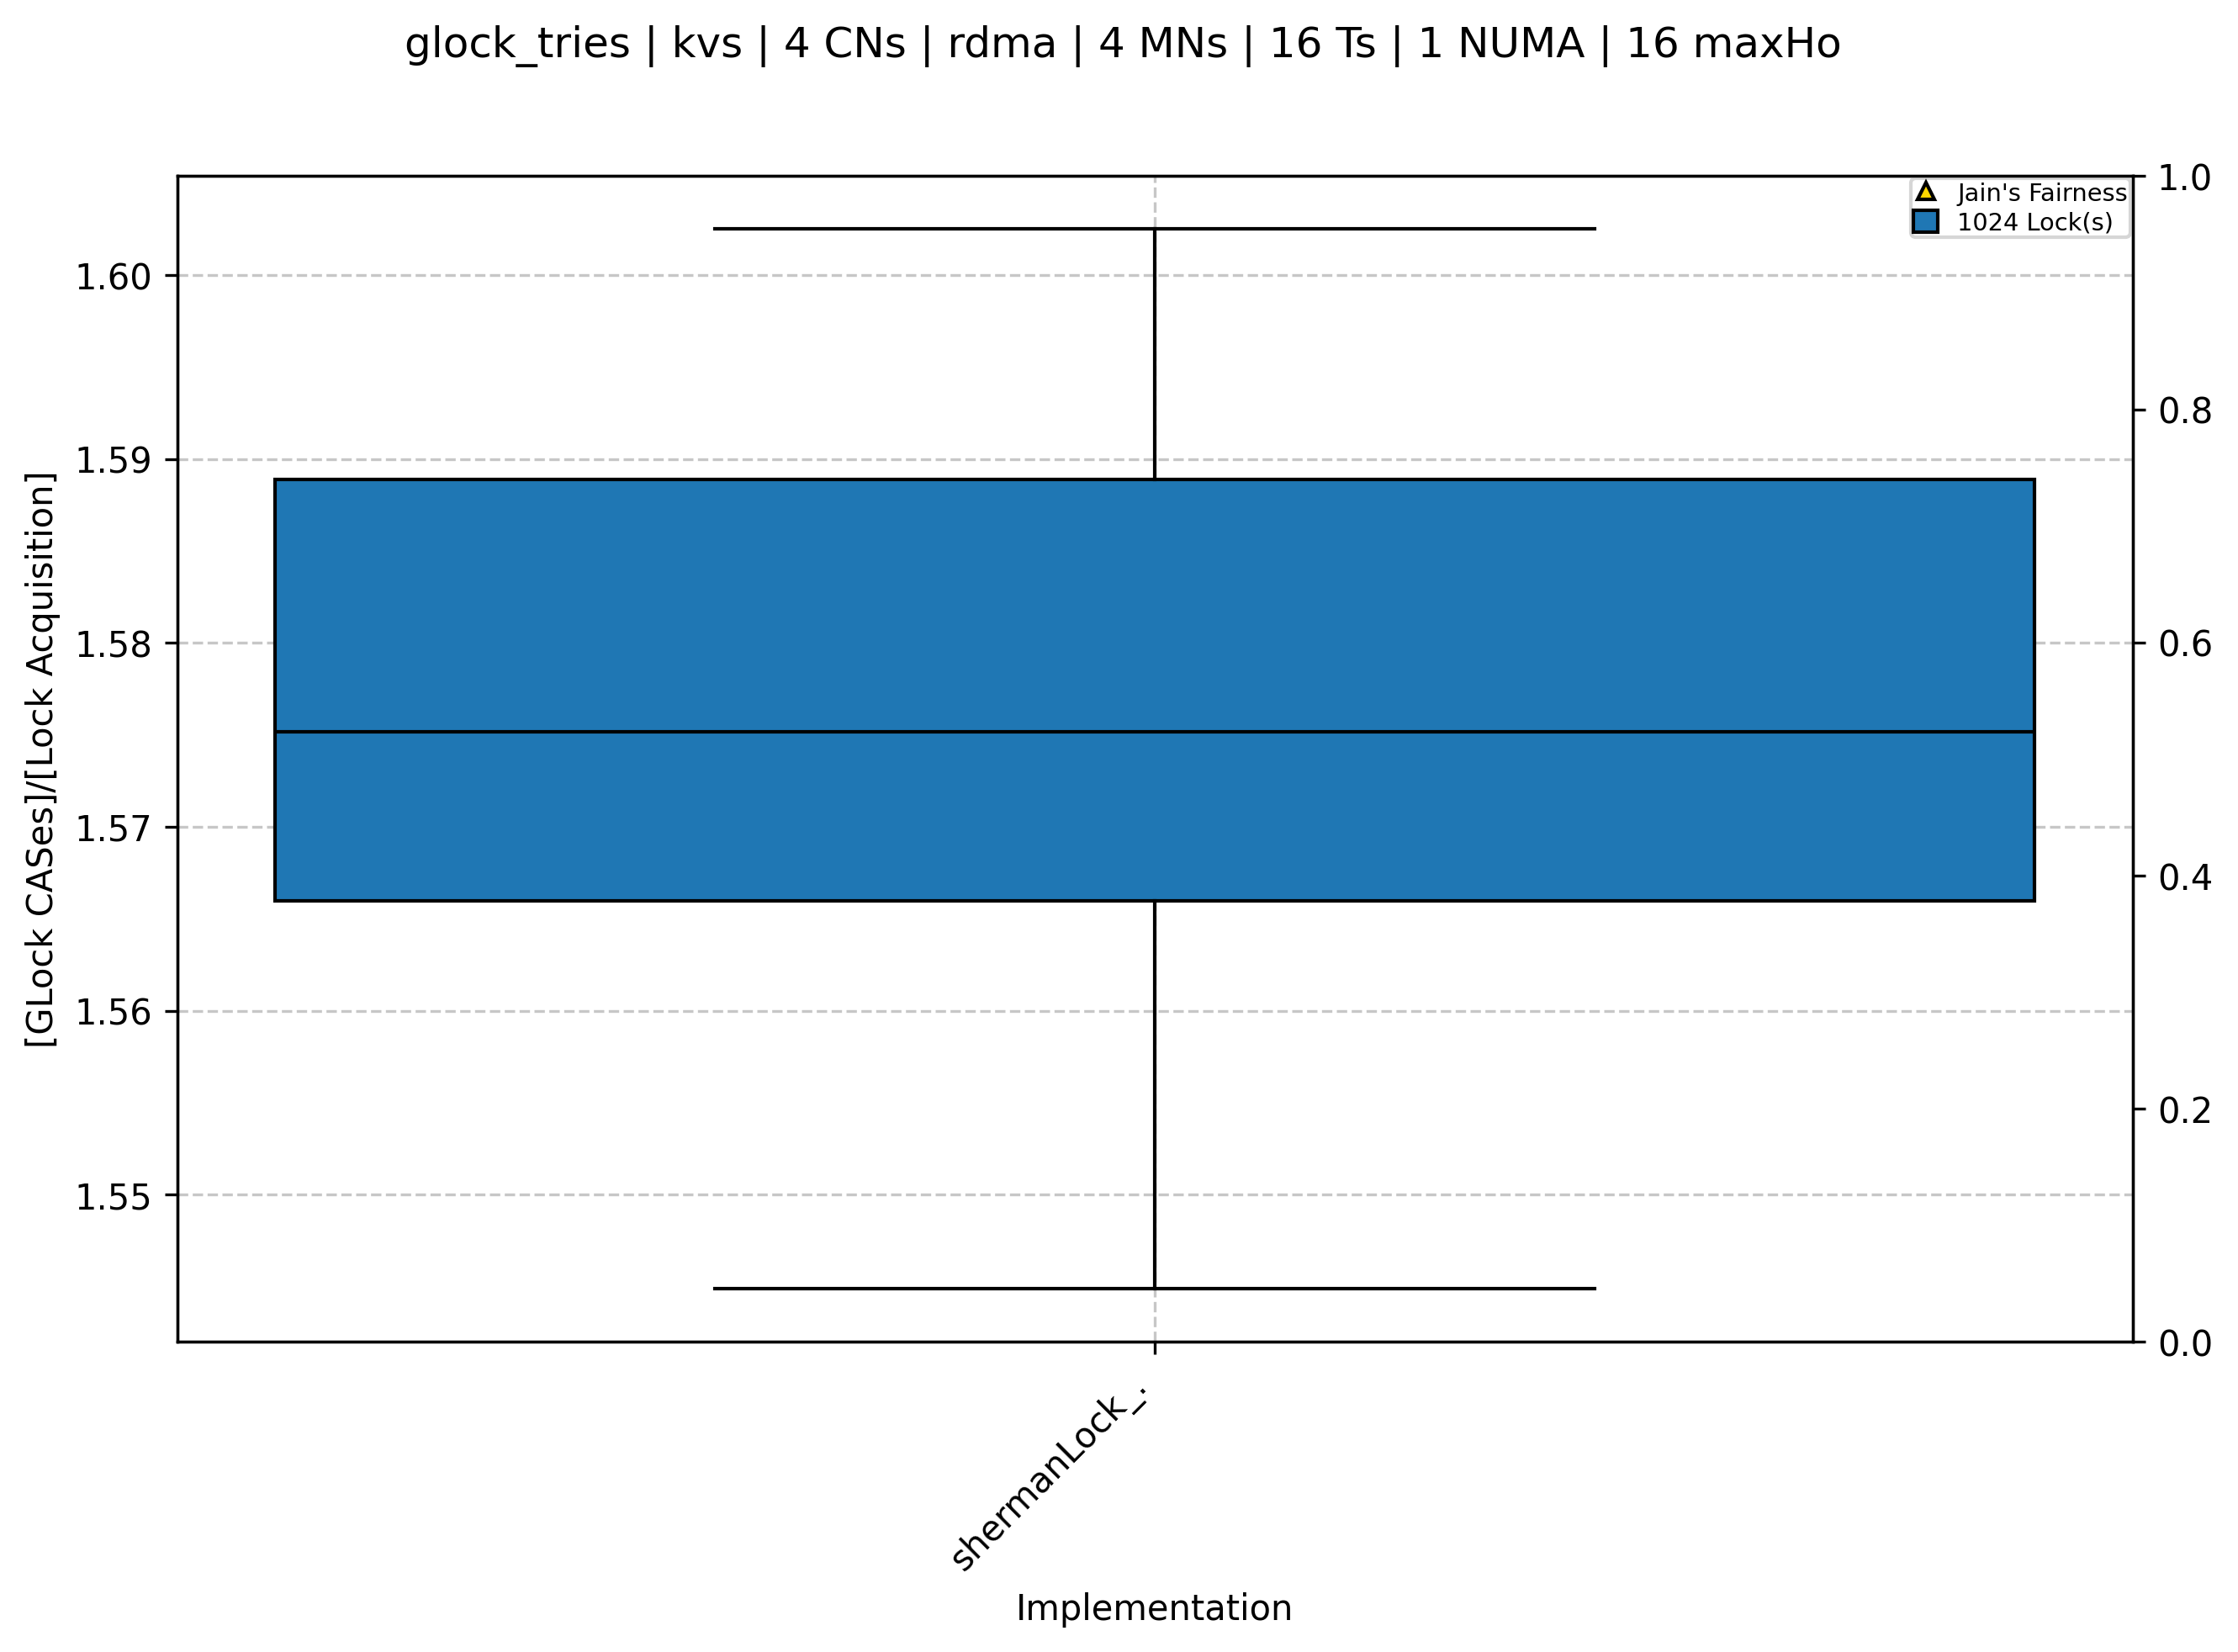 glock_tries | kvs | 4 CNs | rdma | 4 MNs | 16 Ts | 1 NUMA | 16 maxHo
Jain's Fairness
1024 Lock(s)
[GLock CASes]/[Lock Acquisition]
1.60
1.59
1.58
1.57
1.56
1.55
1.0
0.8
0.6
0.4
0.2
0.0
shermanLock_.
Implementation